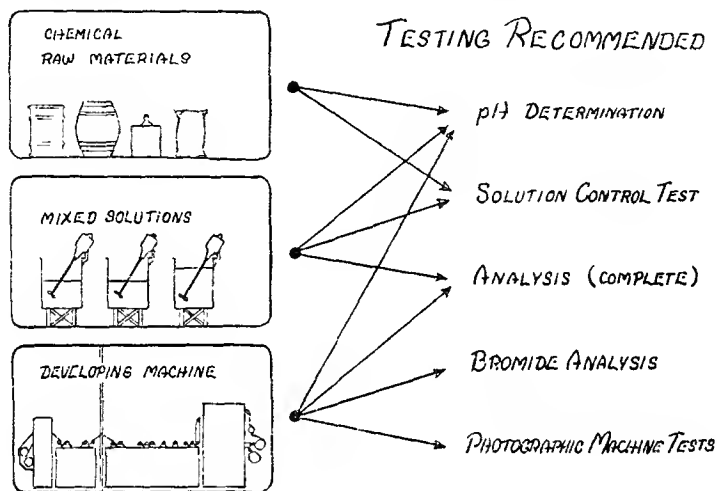 CHEMICAL
RAW MATERIALS
MIXED SOLUTIONS
DEVELOPING MACHINE
TESTING RECOMMENDED
pH DETERMINATION
SOLUTION CONTROL TEST
ANALYSIS (COMPLETE)
BROMIDE ANALYSIS
PHOTOGRAPHIC MACHINE TESTS